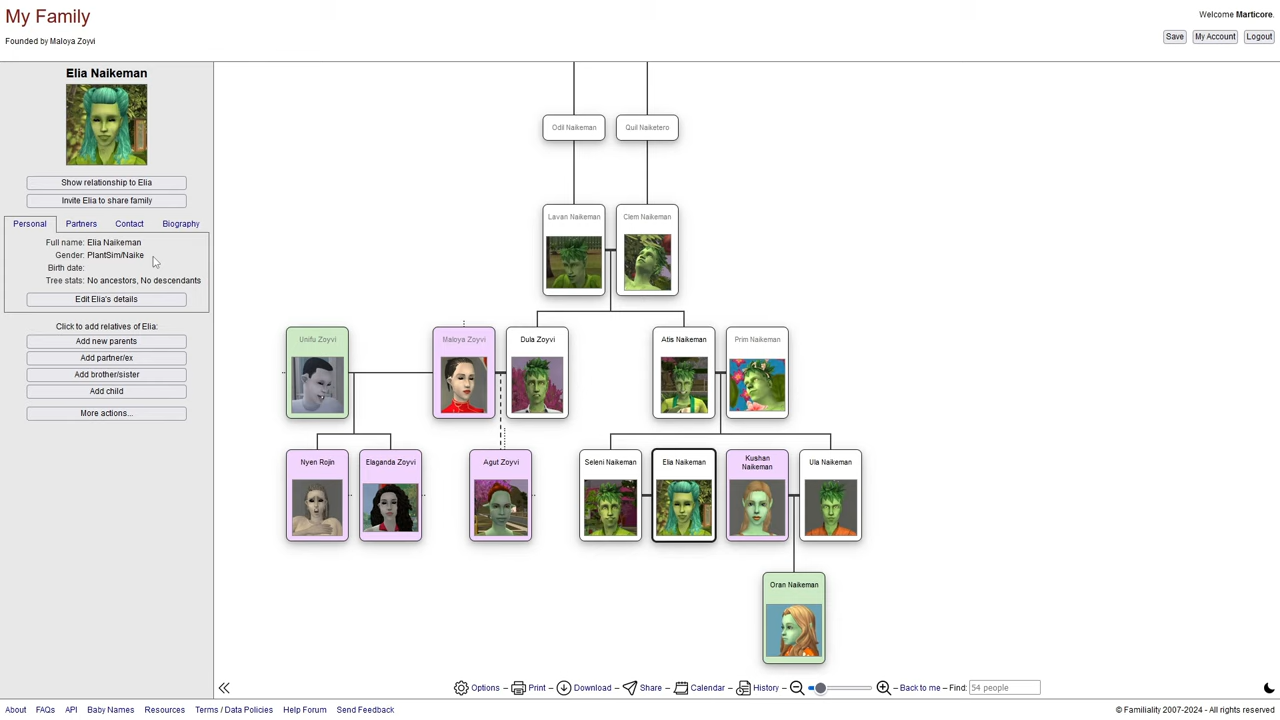 My Family
Founded by Maloya Zoyvi
Welcome Marticore.
Save
My Account
Logout
Elia Naikeman
Show relationship to Elia
Invite Elia to share family
Personal
Partners
Contact
Biography
Full name: Elia Naikeman
Gender: PlantSim/Naike
Birth date:
Tree stats: No ancestors, No descendants
Edit Elia's details
Click to add relatives of Elia:
Add new parents
Add partner/ex
Add brother/sister
Add child
More actions...
Odil Naikeman
Quil Naiketero
Lavan Naikeman
Clem Naikeman
Unifu Zoyvi
Maloya Zoyvi
Dula Zoyvi
Atis Naikeman
Prim Naikeman
Nyen Rojin
Elaganda Zoyvi
Agut Zoyvi
Seleni Naikeman
Elia Naikeman
Kushan
Naikeman
Ula Naikeman
Oran Naikeman
Options – Print – Download – Share – Calendar – History – – Back to me – Find: 54 people
About FAQs API Baby Names Resources Terms / Data Policies Help Forum Send Feedback
© Familiality 2007-2024 - All rights reserved